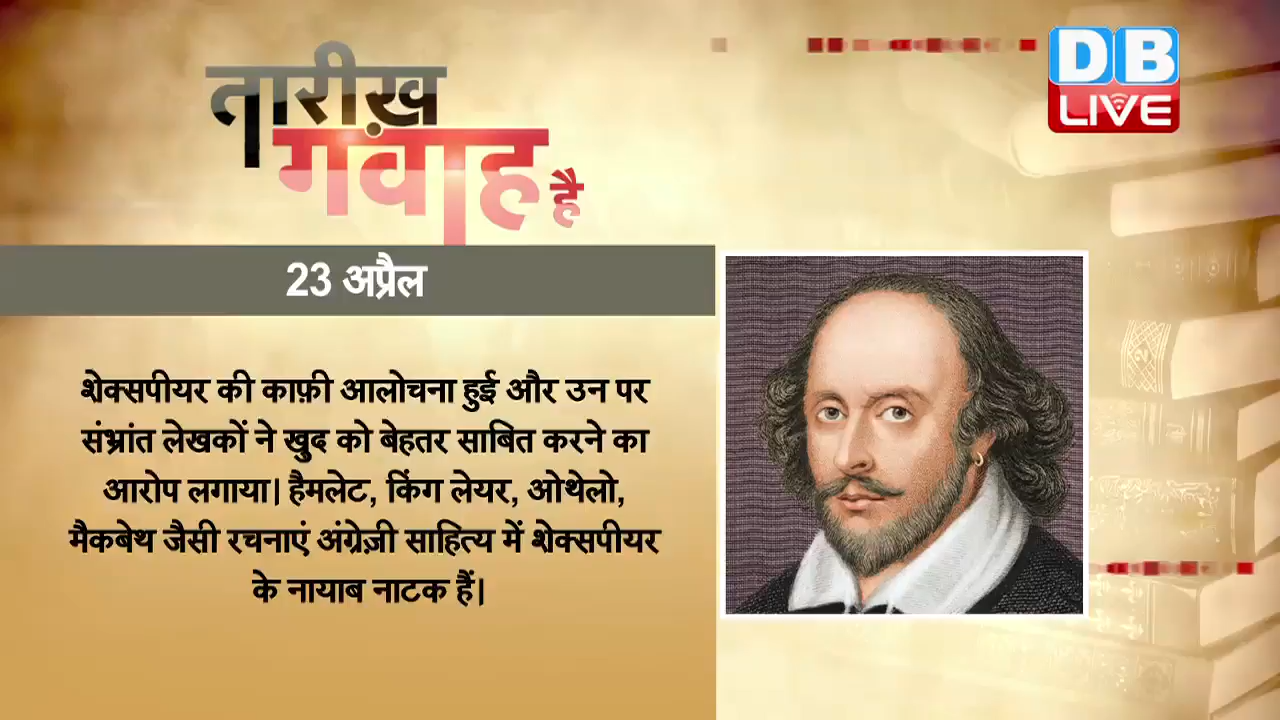 तारीख़
गवाह है
DB
LIVE
23 अप्रैल
शेक्सपीयर की काफ़ी आलोचना हुई और उन पर
संभ्रांत लेखकों ने खुद को बेहतर साबित करने का
आरोप लगाया। हैमलेट, किंग लेयर, ओथेलो,
मैकबेथ जैसी रचनाएं अंग्रेज़ी साहित्य में शेक्सपीयर
के नायाब नाटक हैं।